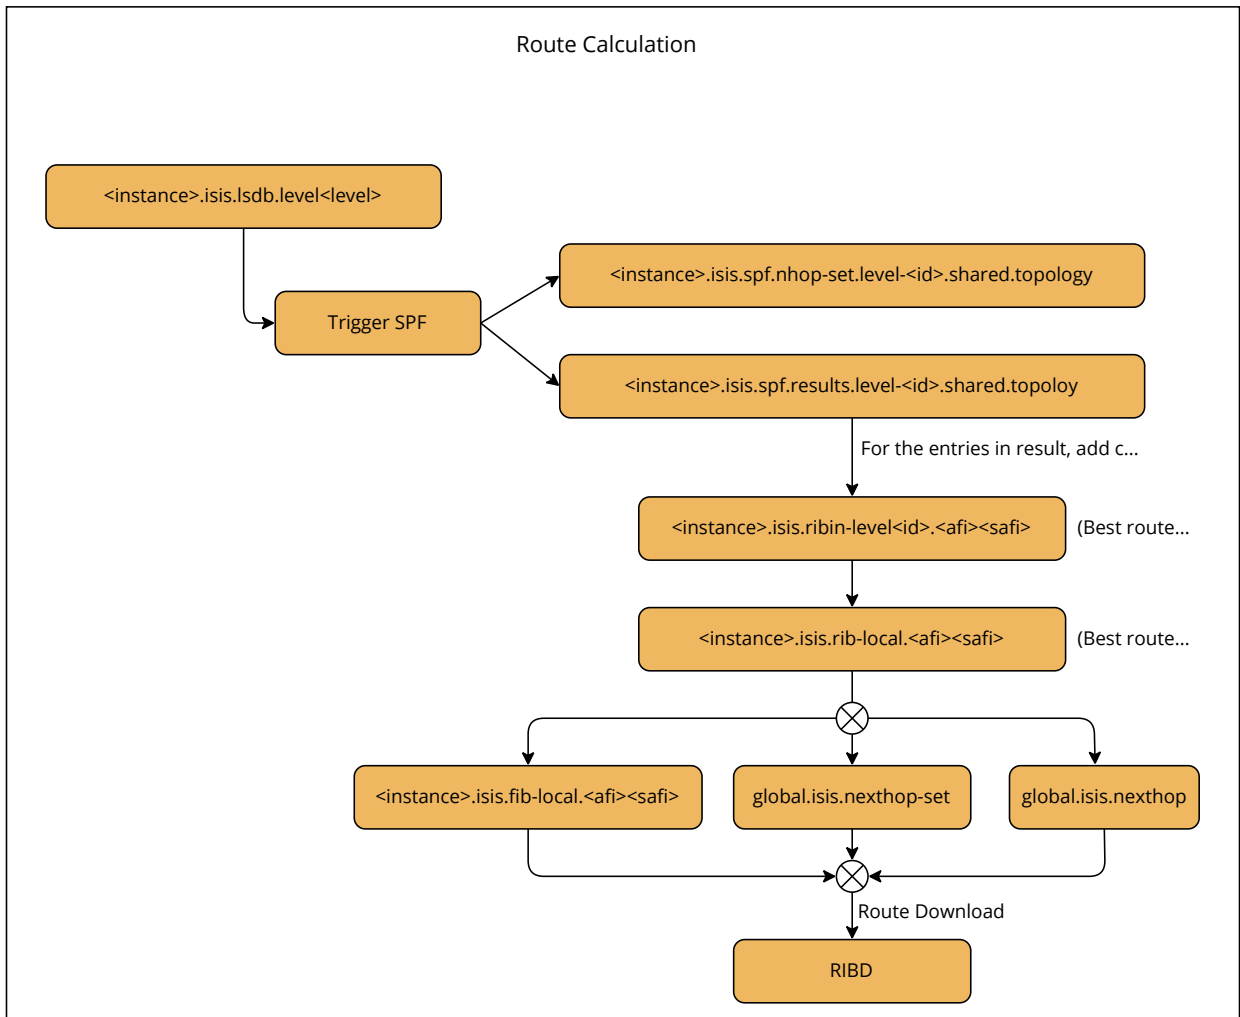 Route Calculation
<instance>.isis.lsdb.level<level>
<instance>.isis.spf.nhop-set.level-<id>.shared.topology
Trigger SPF
<instance>.isis.spf.results.level-<id>.shared.topoloy
For the entries in result, add c...
<instance>.isis.ribin-level<id>.<afi><safi>
(Best route...
<instance>.isis.rib-local.<afi><safi>
(Best route...
<instance>.isis.fib-local.<afi><safi>
global.isis.nexthop-set
global.isis.nexthop
Route Download
RIBD